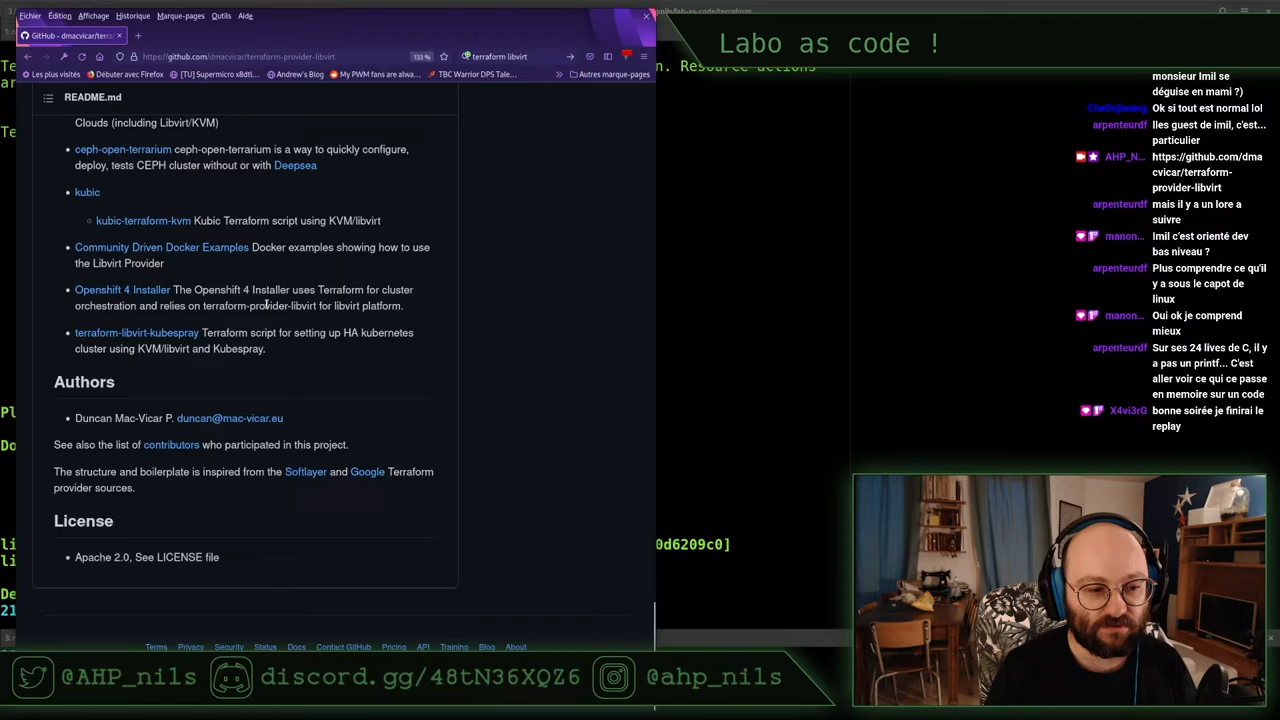 Fichier Édition Affichage Historique Marque-pages Outils Aide
GitHub - dmacvicar/terra
https://github.com/dmacvicar/terraform-provider-libvirt
133 %
terraform libvirt
Les plus visités
Débuter avec Firefox
[TU] Supermicro x8dtl...
Andrew's Blog
My PWM fans are alwa...
TBC Warrior DPS Tale...
Autres marque-pages
README.md
Clouds (including Libvirt/KVM)
ceph-open-terrarium ceph-open-terrarium is a way to quickly configure,
deploy, tests CEPH cluster without or with Deepsea
kubic
kubic-terraform-kvm Kubic Terraform script using KVM/libvirt
Community Driven Docker Examples Docker examples showing how to use
the Libvirt Provider
Openshift 4 Installer The Openshift 4 Installer uses Terraform for cluster
orchestration and relies on terraform-provider-libvirt for libvirt platform.
terraform-libvirt-kubespray Terraform script for setting up HA kubernetes
cluster using KVM/libvirt and Kubespray.
Authors
Duncan Mac-Vicar P. duncan@mac-vicar.eu
See also the list of contributors who participated in this project.
The structure and boilerplate is inspired from the Softlayer and Google Terraform
provider sources.
License
Apache 2.0, See LICENSE file
Terms Privacy Security Status Docs Contact GitHub Pricing API Training Blog About
n. Resource actions
0d6209c0]
Labo as code !
monsieur Imil se
déguise en mami ?)
Che0njiwang Ok si tout est normal lol
arpenteurdf lles guest de imil, c'est...
particulier
AHP_N... https://github.com/dma
cvicar/terraform-
provider-libvirt
arpenteurdf mais il y a un lore a
suivre
manon... Imil c'est orienté dev
bas niveau ?
arpenteurdf Plus comprendre ce qu'il
y a sous le capot de
linux
manon... Oui ok je comprend
mieux
arpenteurdf Sur ses 24 lives de C, il y
a pas un printf... C'est
aller voir ce qui ce passe
en memoire sur un code
X4vi3rG bonne soirée je finirai le
replay
@AHP_nils
discord.gg/48tN36XQZ6
@ahp_nils